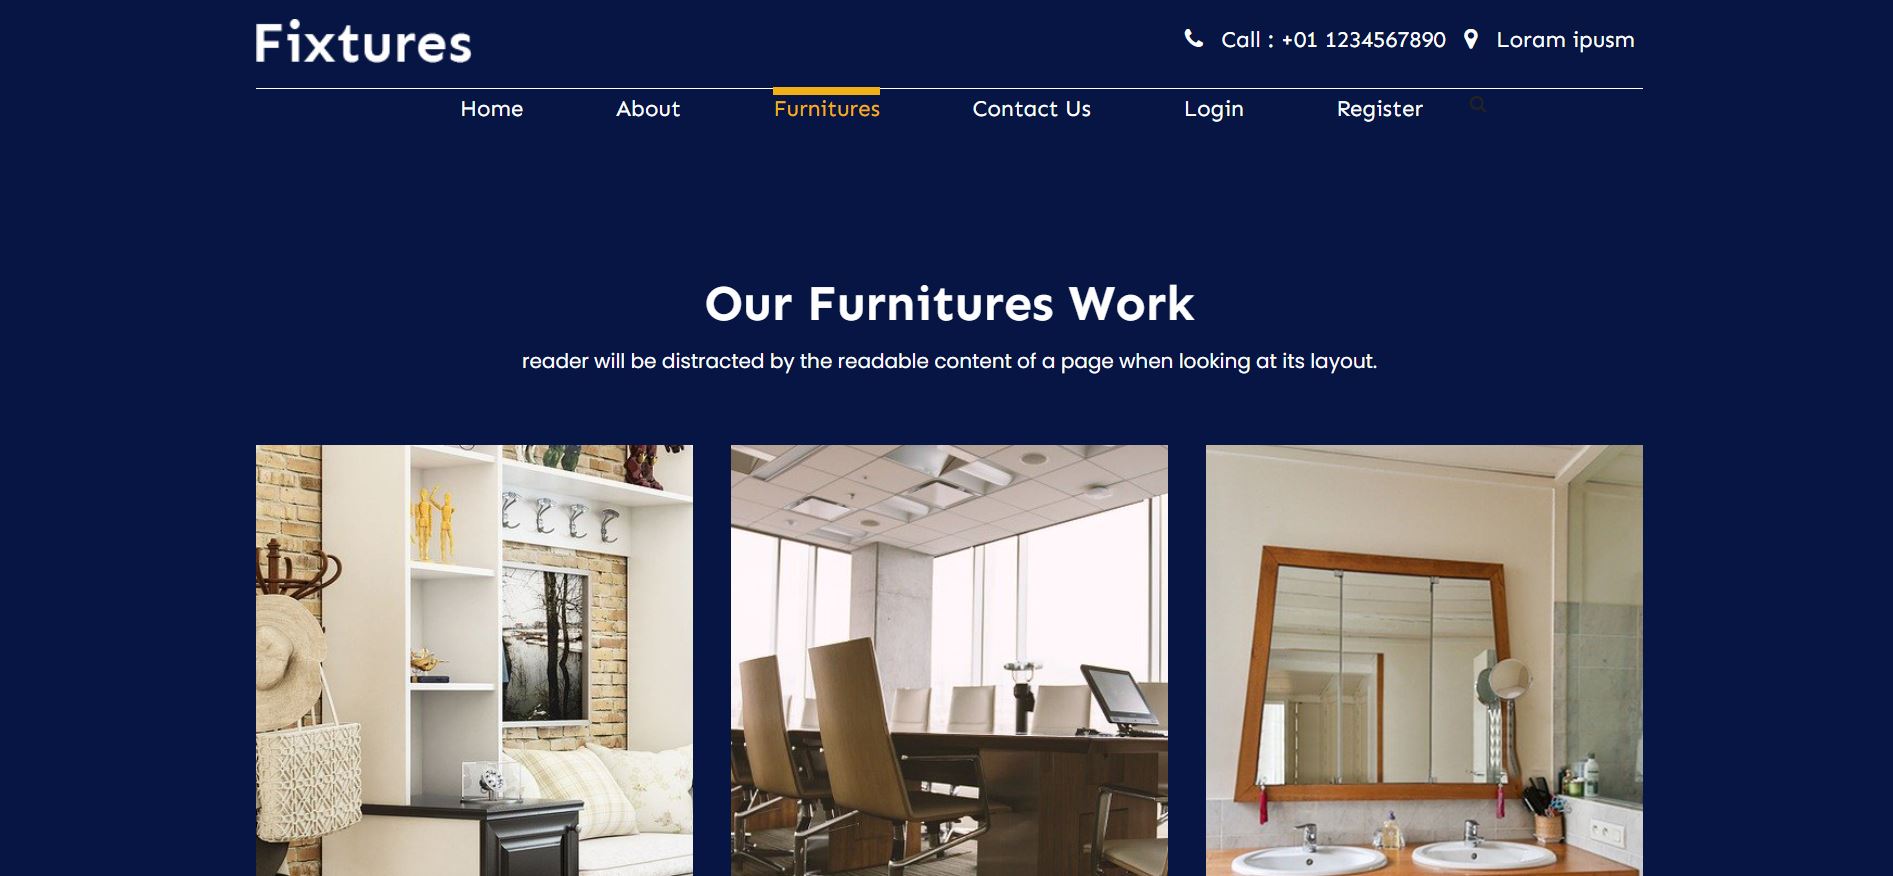 Fixtures
Call : +01 1234567890 Loram ipusm
Home About Furnitures Contact Us Login Register
Our Furnitures Work
reader will be distracted by the readable content of a page when looking at its layout.